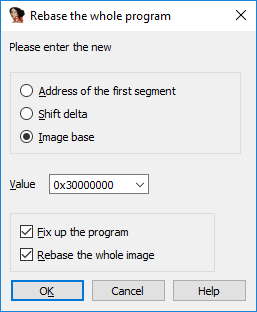 Rebase the whole program
Please enter the new
Address of the first segment
Shift delta
Image base
Value 0x30000000
Fix up the program
Rebase the whole image
OK Cancel Help